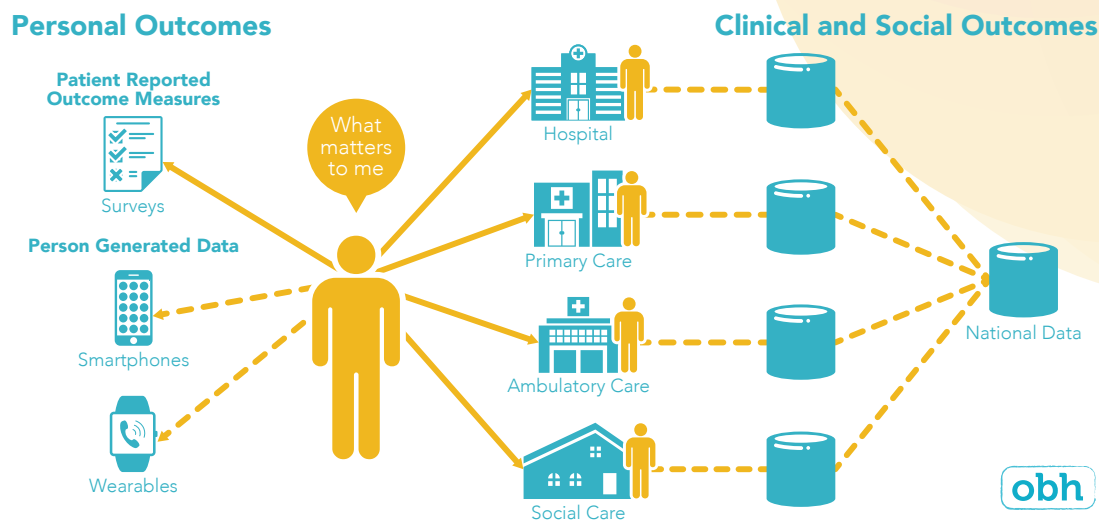 Personal Outcomes
Clinical and Social Outcomes
Patient Reported
Outcome Measures
Surveys
Person Generated Data
Smartphones
Wearables
What
matters
to me
Hospital
Primary Care
Ambulatory Care
Social Care
National Data
obh